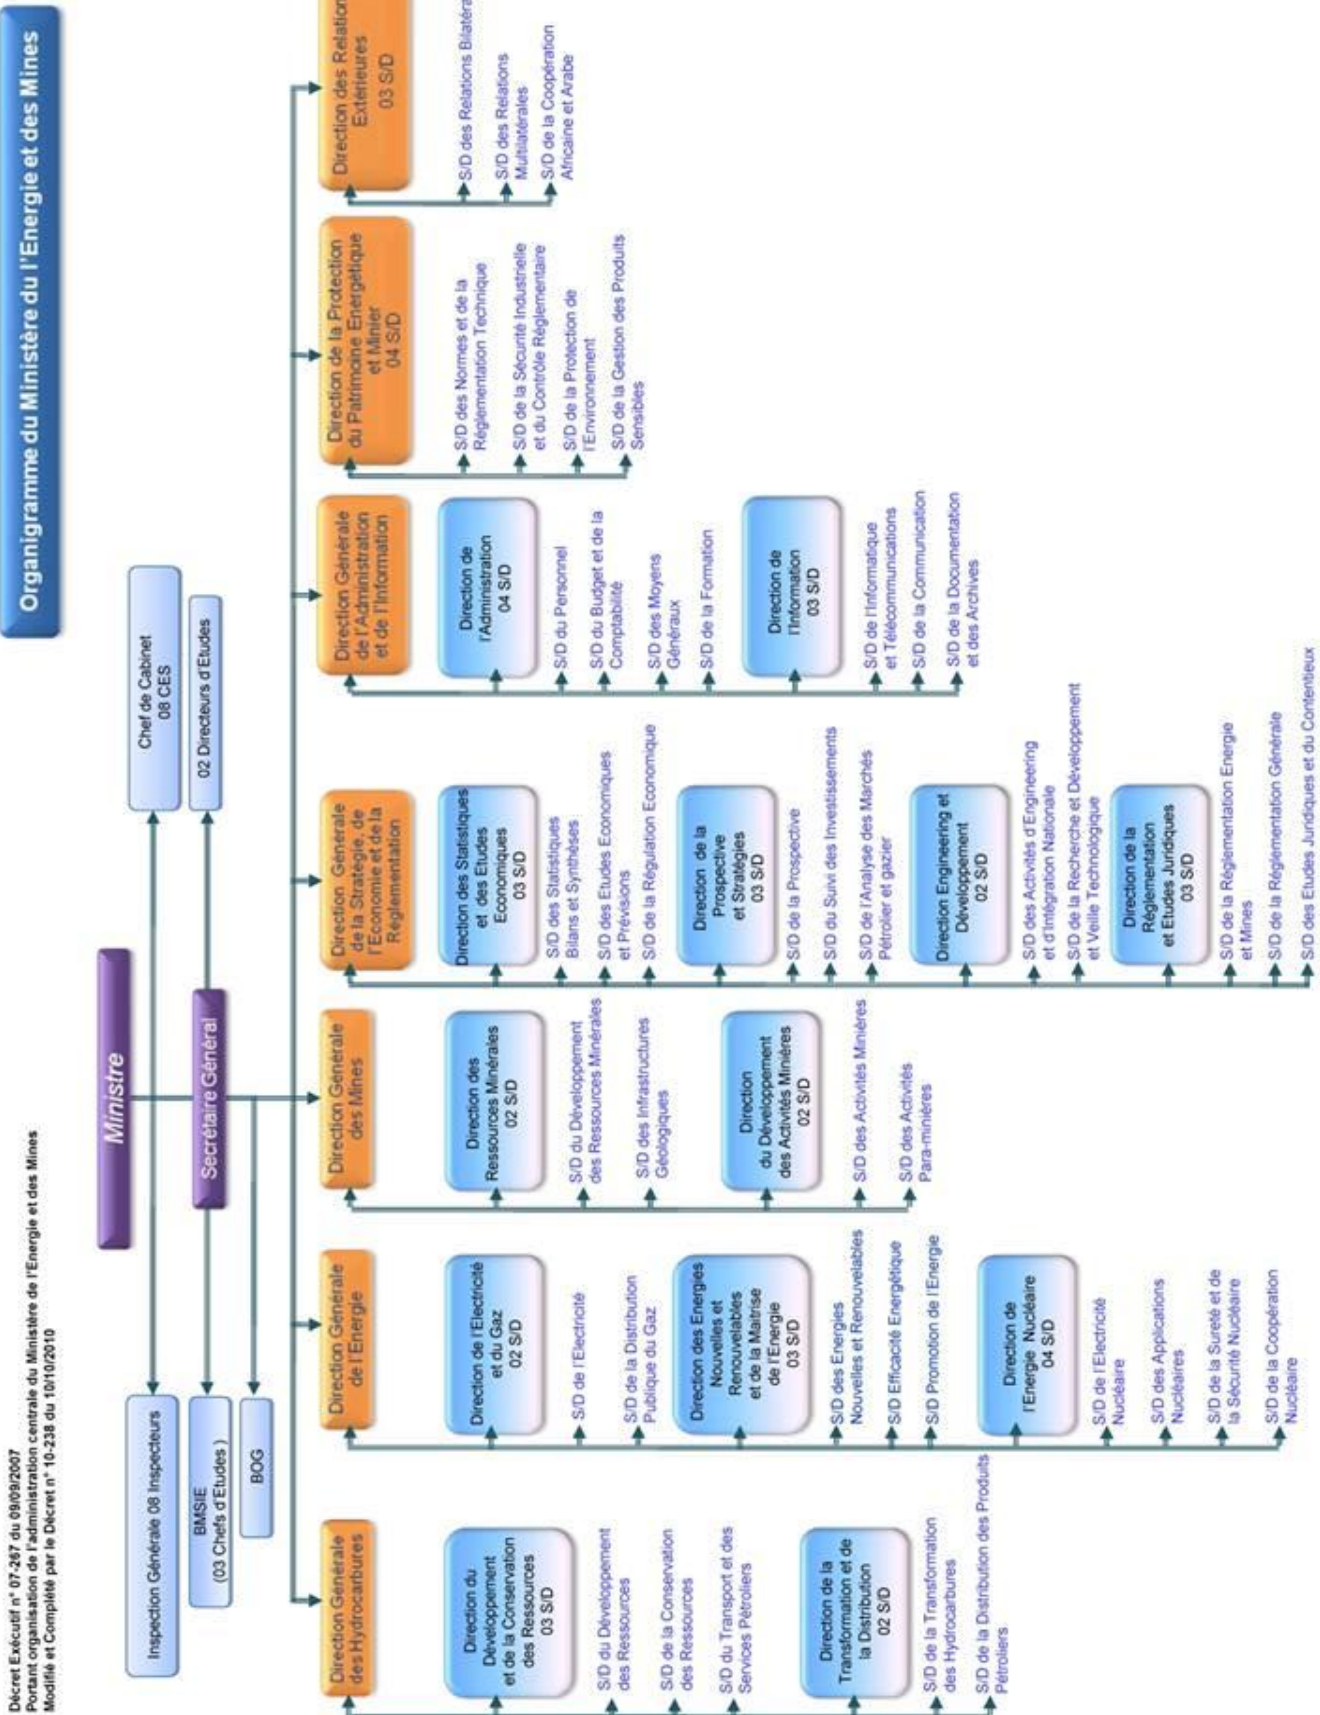 Décret Exécutif n° 07-267 du 09/09/2007
Portant organisation de l'administration centrale du Ministère de l'Energie et des Mines
Modifié et Complété par le Décret n° 10-238 du 10/10/2010
Organigramme du Ministère du l'Energie et des Mines
Ministre
Inspection Générale 08 Inspecteurs
Chef de Cabinet
08 CES
Secrétaire Général
BMSIE
(03 Chefs d'Etudes )
02 Directeurs d'Etudes
BOG
Direction Générale
des Hydrocarbures
Direction du
Développement
et de la Conservation
des Ressources
03 S/D
S/D du Développement
des Ressources
S/D de la Conservation
des Ressources
S/D du Transport et des
Services Pétroliers
Direction de la
Transformation et de
la Distribution
02 S/D
S/D de la Transformation
des Hydrocarbures
S/D de la Distribution des Produits
Pétroliers
Direction Générale
de l'Energie
Direction de l'Electricité
et du Gaz
02 S/D
S/D de l'Electricité
S/D de la Distribution
Publique du Gaz
Direction des Energies
Nouvelles et
Renouvelables
et de la Maitrise
de l'Energie
03 S/D
S/D des Energies
Nouvelles et Renouvelables
S/D Efficacité Energétique
S/D Promotion de l'Energie
Direction de
l'Energie Nucléaire
04 S/D
S/D de l'Electricité
Nucléaire
S/D des Applications
Nucléaires
S/D de la Sureté et de
la Sécurité Nucléaire
S/D de la Coopération
Nucléaire
Direction Générale
des Mines
Direction des
Ressources Minérales
02 S/D
S/D du Développement
des Ressources Minérales
S/D des Infrastructures
Géologiques
Direction
du Développement
des Activités Minières
02 S/D
S/D des Activités Minières
S/D des Activités
Para-minières
Direction Générale
de la Stratégie, de
l'Economie et de la
Réglementation
Direction des Statistiques
et des Etudes
Economiques
03 S/D
S/D des Statistiques
Bilans et Synthèses
S/D des Etudes Economiques
et Prévisions
S/D de la Régulation Economique
Direction de la
Prospective
et Stratégies
03 S/D
S/D de la Prospective
S/D du Suivi des Investissements
S/D de l'Analyse des Marchés
Pétrolier et gazier
Direction Engineering et
Développement
02 S/D
S/D des Activités d'Engineering
et d'Intégration Nationale
S/D de la Recherche et Développement
et Veille Technologique
Direction de la
Réglementation
et Etudes Juridiques
03 S/D
S/D de la Réglementation Energie
et Mines
S/D de la Réglementation Générale
S/D des Etudes Juridiques et du Contentieux
Direction Générale
de l'Administration
et de l'Information
Direction de
l'Administration
04 S/D
S/D du Personnel
S/D du Budget et de la
Comptabilité
S/D des Moyens
Généraux
S/D de la Formation
Direction de
l'Information
03 S/D
S/D de l'Informatique
et Télécommunications
S/D de la Communication
S/D de la Documentation
et des Archives
Direction de la Protection
du Patrimoine Energétique
et Minier
04 S/D
S/D des Normes et de la
Réglementation Technique
S/D de la Sécurité Industrielle
et du Contrôle Réglementaire
S/D de la Protection de
l'Environnement
S/D de la Gestion des Produits
Sensibles
Direction des Relation
Extérieures
03 S/D
S/D des Relations Bilatéra
S/D des Relations
Multilatérales
S/D de la Coopération
Africaine et Arabe